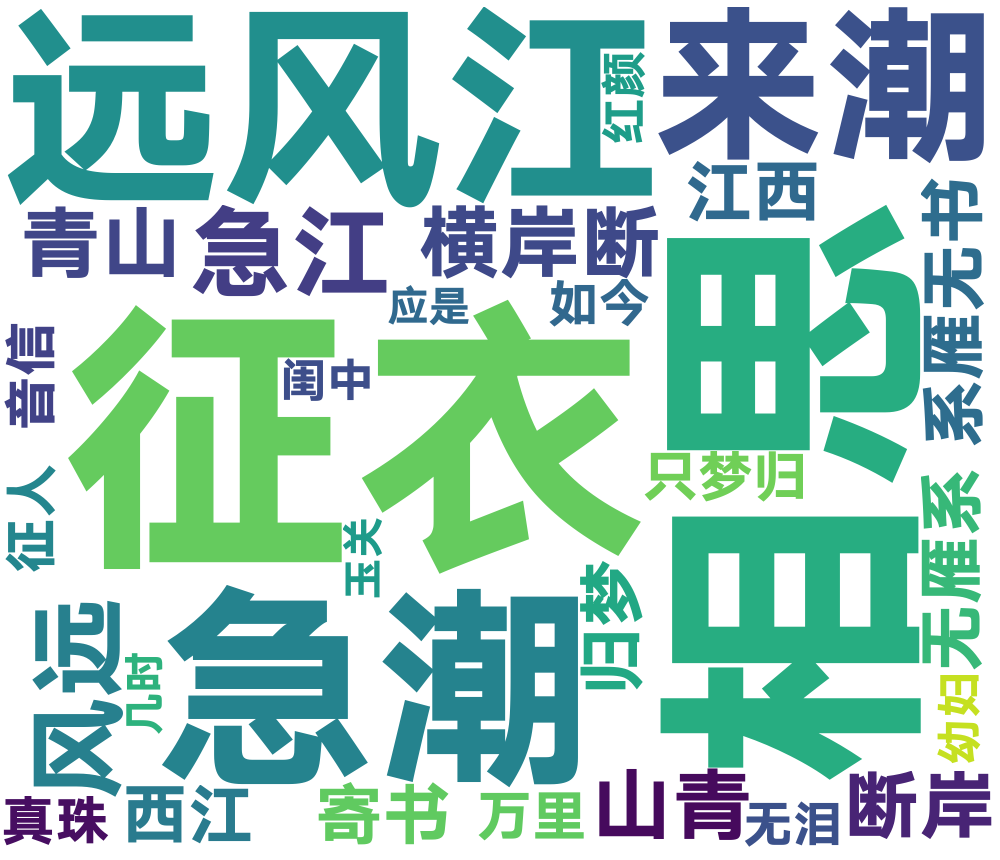 远风江
红颜
来潮
江西
青山
急江
横岸断
应是
如今
系雁无书
相思
音信
征衣
闺中
只梦归
征人
玉关
无雁系
归梦
风远
几时
急潮
幼妇
真珠
西江
寄书
万里
山青
无泪
断岸